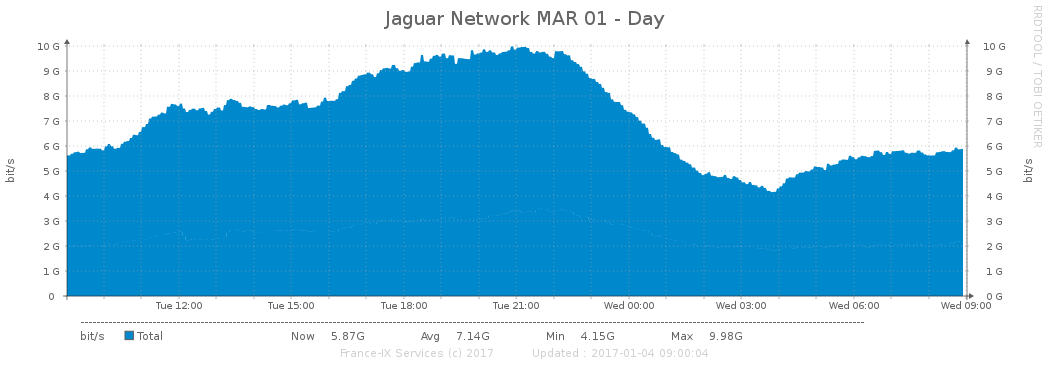 Jaguar Network MAR 01 - Day
RRDTOOL / TOBI OETIKER
bit/s
10 G
9 G
8 G
7 G
6 G
5 G
4 G
3 G
2 G
1 G
0
10 G
9 G
8 G
7 G
6 G
5 G
4 G
3 G
2 G
1 G
0 G
bit/s
Tue 12:00 Tue 15:00 Tue 18:00 Tue 21:00 Wed 00:00 Wed 03:00 Wed 06:00 Wed 09:00
bit/s Total Now 5.87G Avg 7.14G Min 4.15G Max 9.98G
France-IX Services (c) 2017 Updated : 2017-01-04 09:00:04